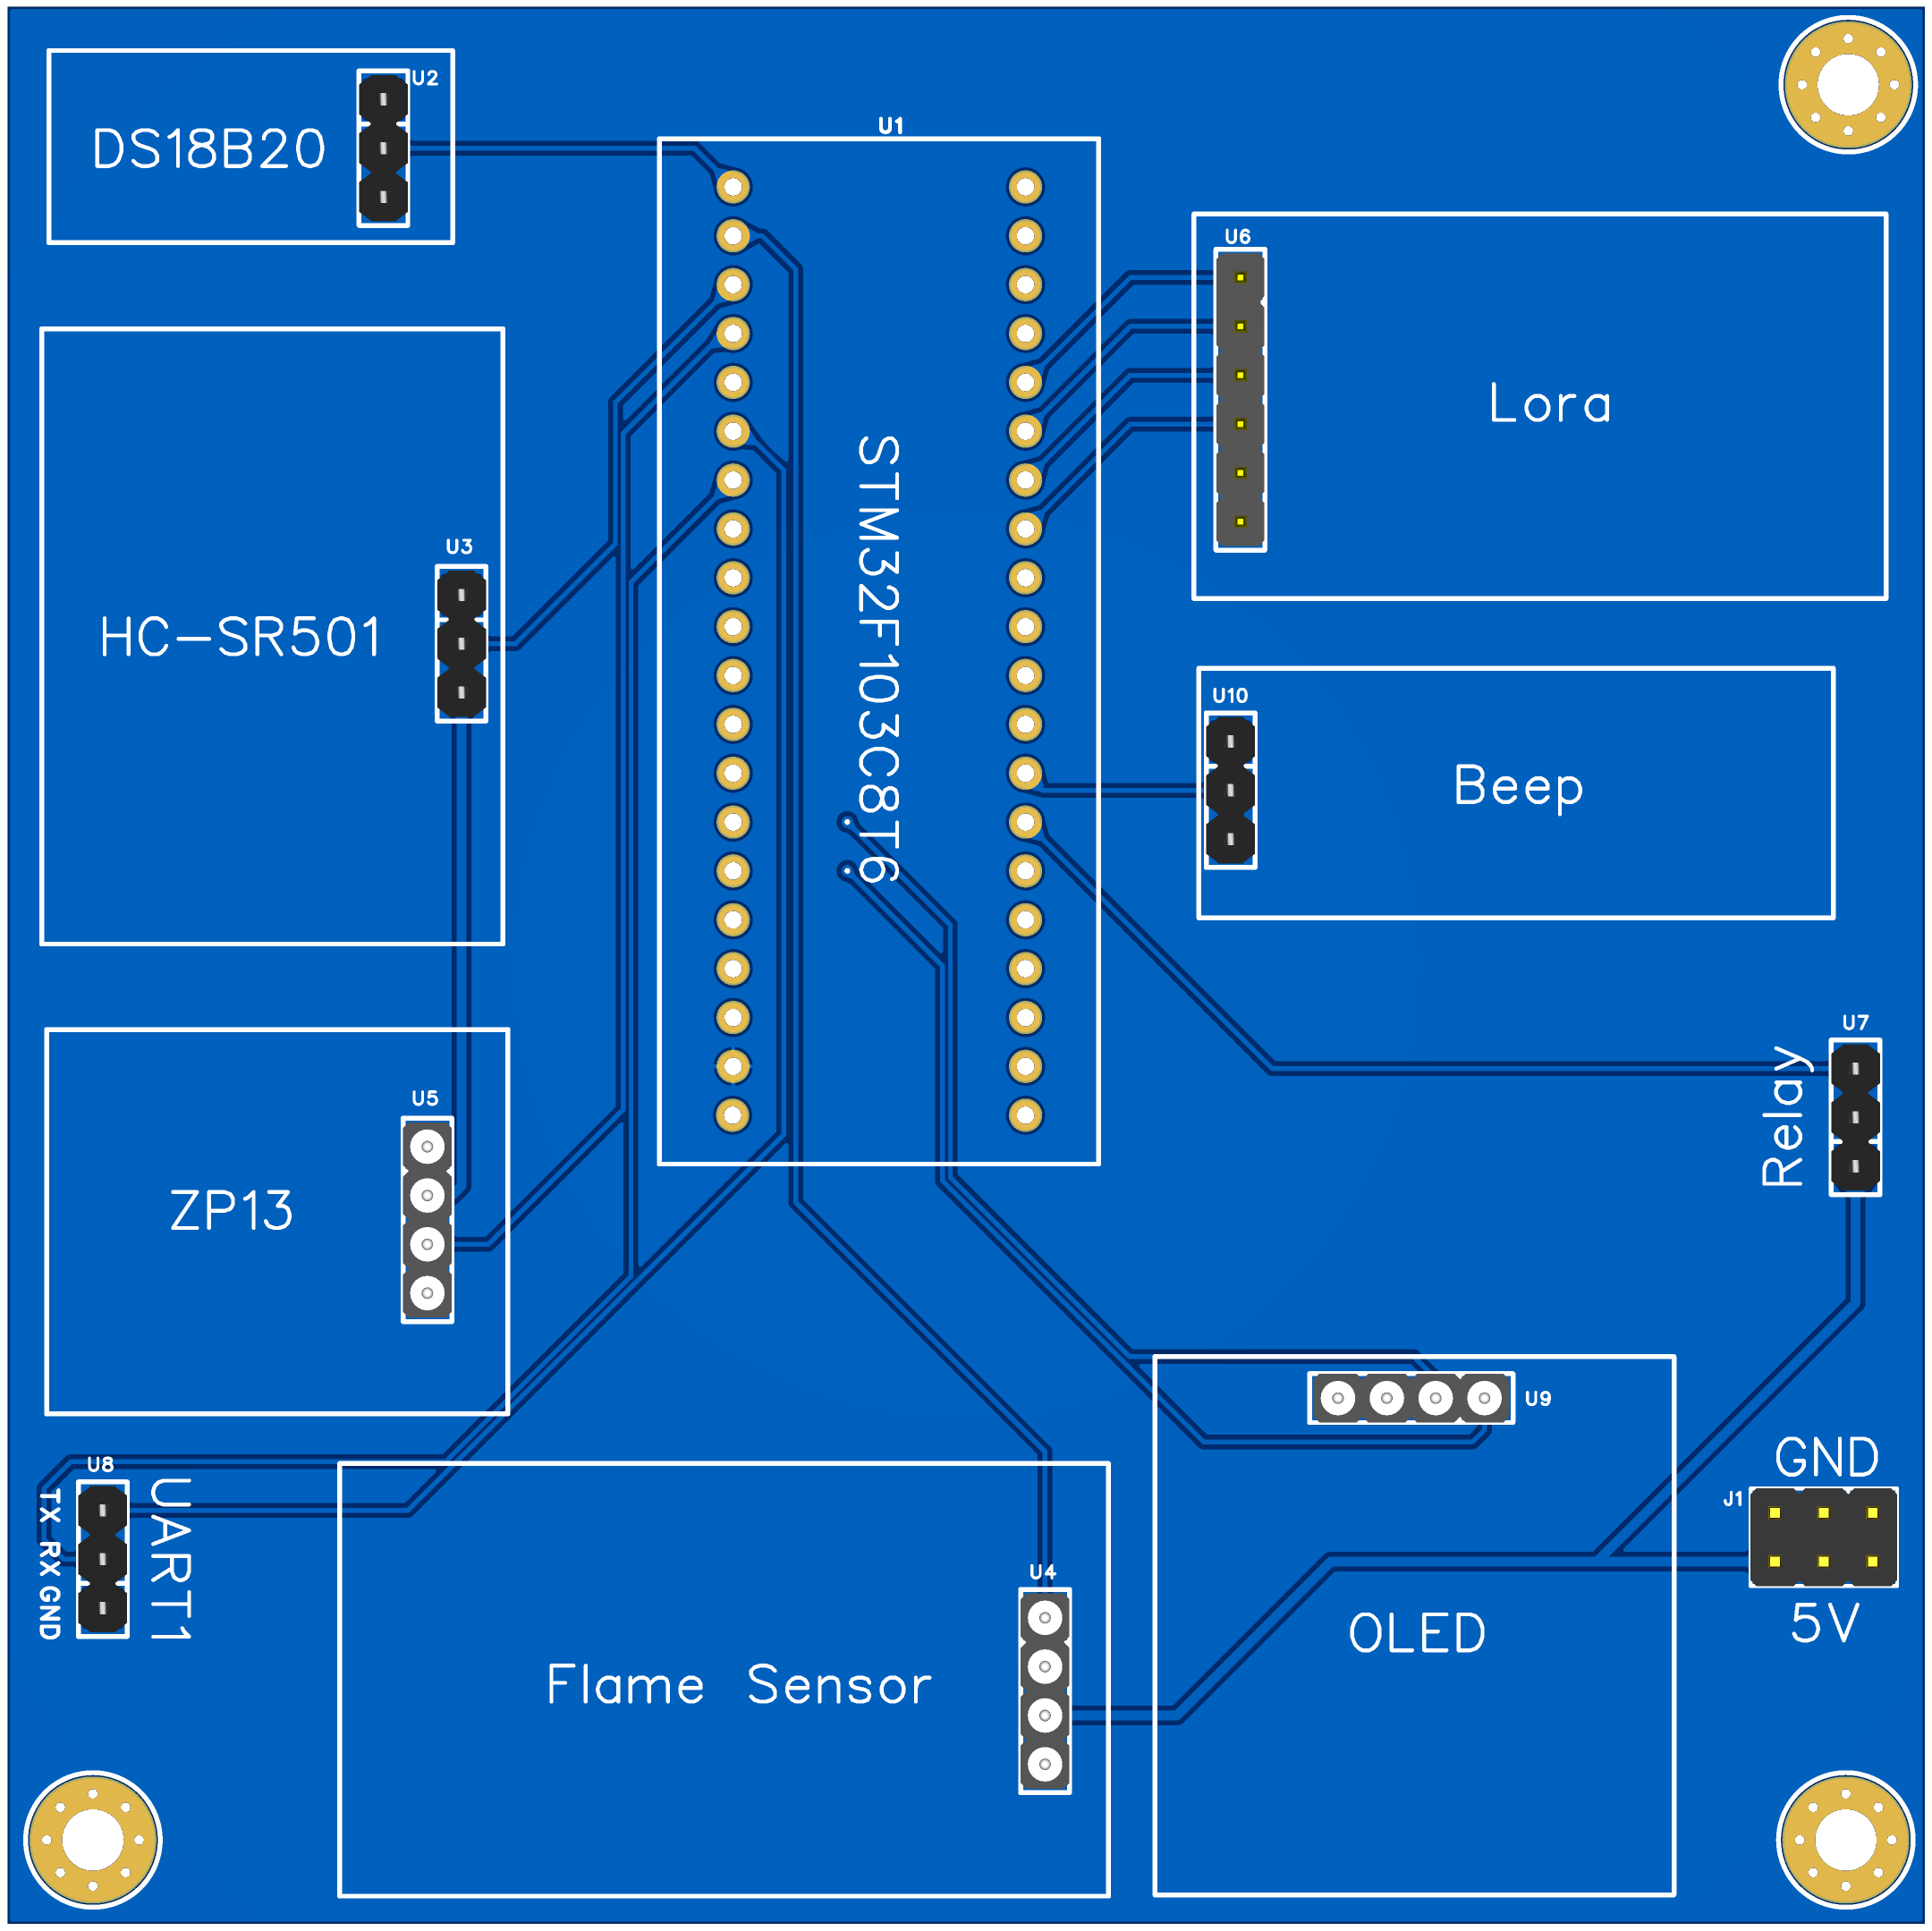 U2
DS18B20
U1
U6
Lora
STM32F103C8T6
U3
HC-SR501
U10
Beep
U7
Relay
U5
ZP13
U9
U8
TX
RX
GND
UART1
GND
J1
5V
U4
Flame Sensor
OLED